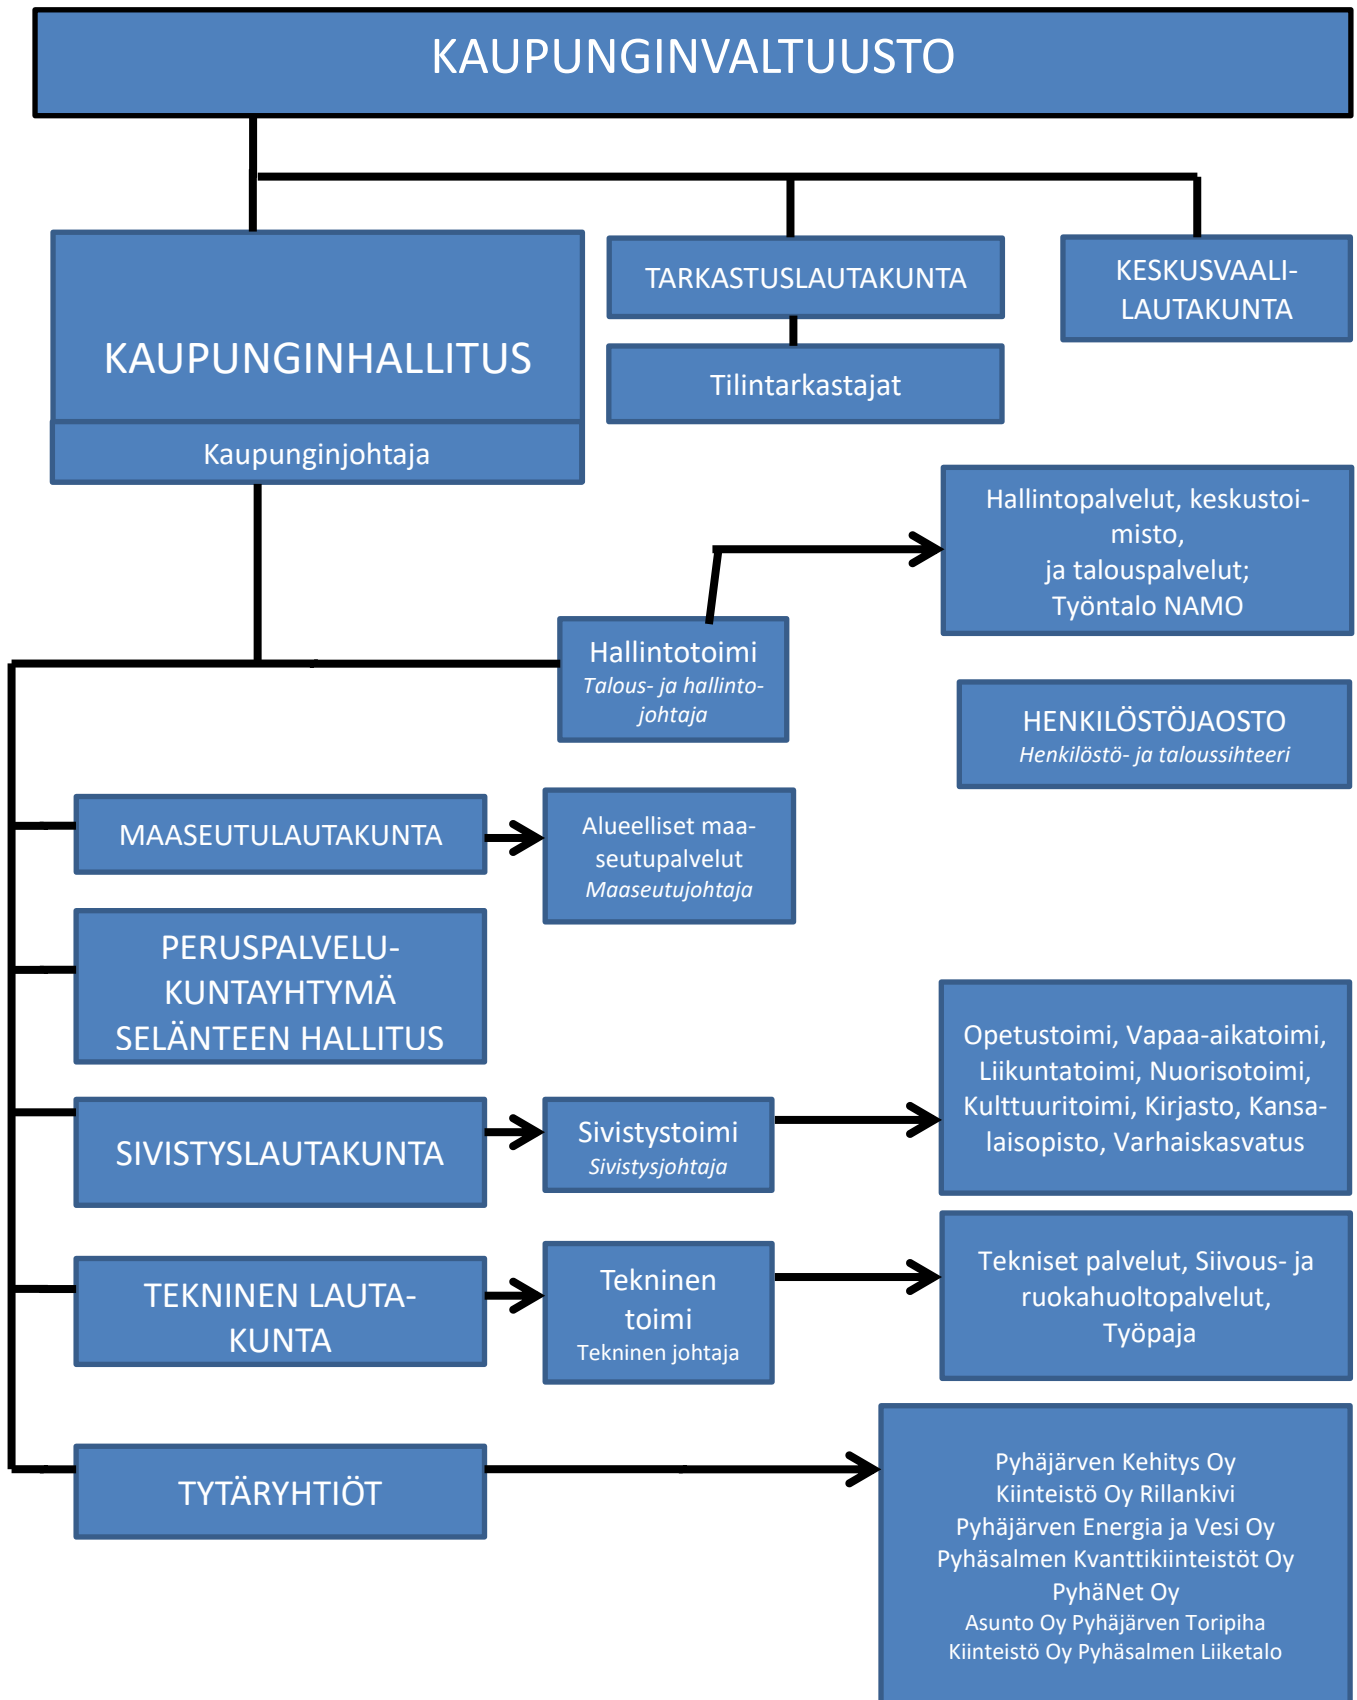 KAUPUNGINVALTUUSTO
KAUPUNGINHALLITUS
Kaupunginjohtaja
TARKASTUSLAUTAKUNTA
Tilintarkastajat
KESKUSVAALI-
LAUTAKUNTA
Hallintopalvelut, keskustoi-
misto,
ja talouspalvelut;
Työntalo NAMO
Hallintotoimi
Talous- ja hallinto-
johtaja
HENKILÖSTÖJAOSTO
Henkilöstö- ja taloussihteeri
MAASEUTULAUTAKUNTA
Alueelliset maa-
seutupalvelut
Maaseutujohtaja
PERUSPALVELU-
KUNTAYHTYMÄ
SELÄNTEEN HALLITUS
SIVISTYSLAUTAKUNTA
Sivistystoimi
Sivistysjohtaja
Opetustoimi, Vapaa-aikatoimi,
Liikuntatoimi, Nuorisotoimi,
Kulttuuritoimi, Kirjasto, Kansa-
laisopisto, Varhaiskasvatus
TEKNINEN LAUTA-
KUNTA
Tekninen
toimi
Tekninen johtaja
Tekniset palvelut, Siivous- ja
ruokahuoltopalvelut,
Työpaja
TYTÄRYHTIÖT
Pyhäjärven Kehitys Oy
Kiinteistö Oy Rillankivi
Pyhäjärven Energia ja Vesi Oy
Pyhäsalmen Kvanttikiinteistöt Oy
PyhäNet Oy
Asunto Oy Pyhäjärven Toripiha
Kiinteistö Oy Pyhäsalmen Liiketalo